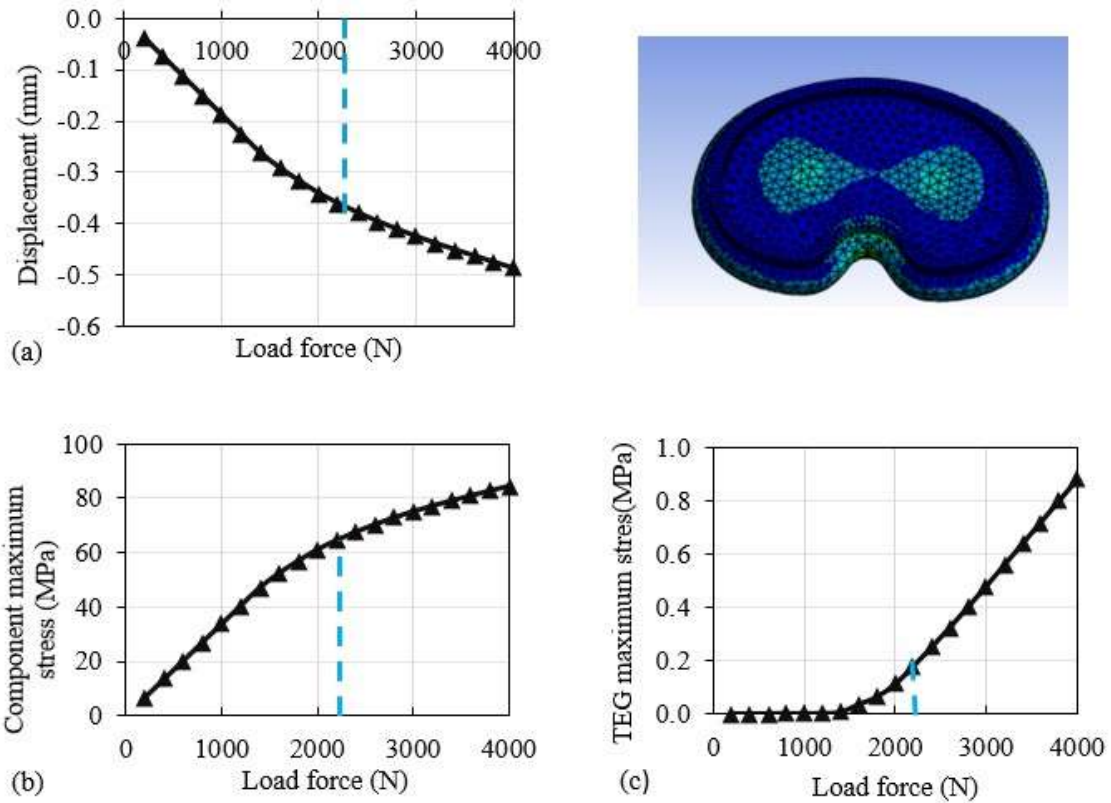 0.0
-0.1
-0.2
-0.3
-0.4
-0.5
-0.6
0 1000 2000 3000 4000
Displacement (mm)
Load force (N)
(a)
100
80
60
40
20
0
0 1000 2000 3000 4000
Component maximum
stress (MPa)
Load force (N)
(b)
1.0
0.8
0.6
0.4
0.2
0.0
0 1000 2000 3000 4000
TEG maximum stres(MPa)
Load force (N)
(c)